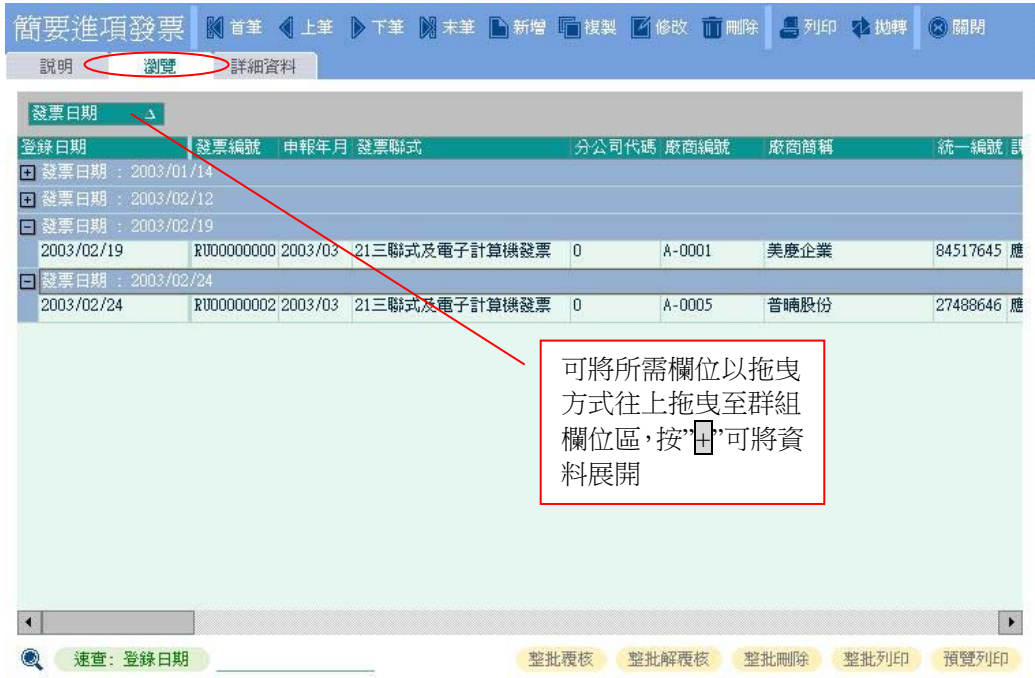 簡要進項發票 首筆 上筆 下筆 末筆 新增 複製 修改 刪除 列印 拋轉 關閉
說明 瀏覽 詳細資料
發票日期
登錄日期 發票編號 申報年月 發票聯式 分公司代碼 廠商編號 廠商簡稱 統一編號
+ 發票日期 : 2003/01/14
+ 發票日期 : 2003/02/12
- 發票日期 : 2003/02/19
2003/02/19 RU00000000 2003/03 21三聯式及電子計算機發票 0 A-0001 美慶企業 84517645 應
- 發票日期 : 2003/02/24
2003/02/24 RU00000002 2003/03 21三聯式及電子計算機發票 0 A-0005 普暔股份 27488646 應
可將所需欄位以拖曳
方式往上拖曳至群組
欄位區，按”+”可將資
料展開
速查: 登錄日期 整批覆核 整批解覆核 整批刪除 整批列印 預覽列印